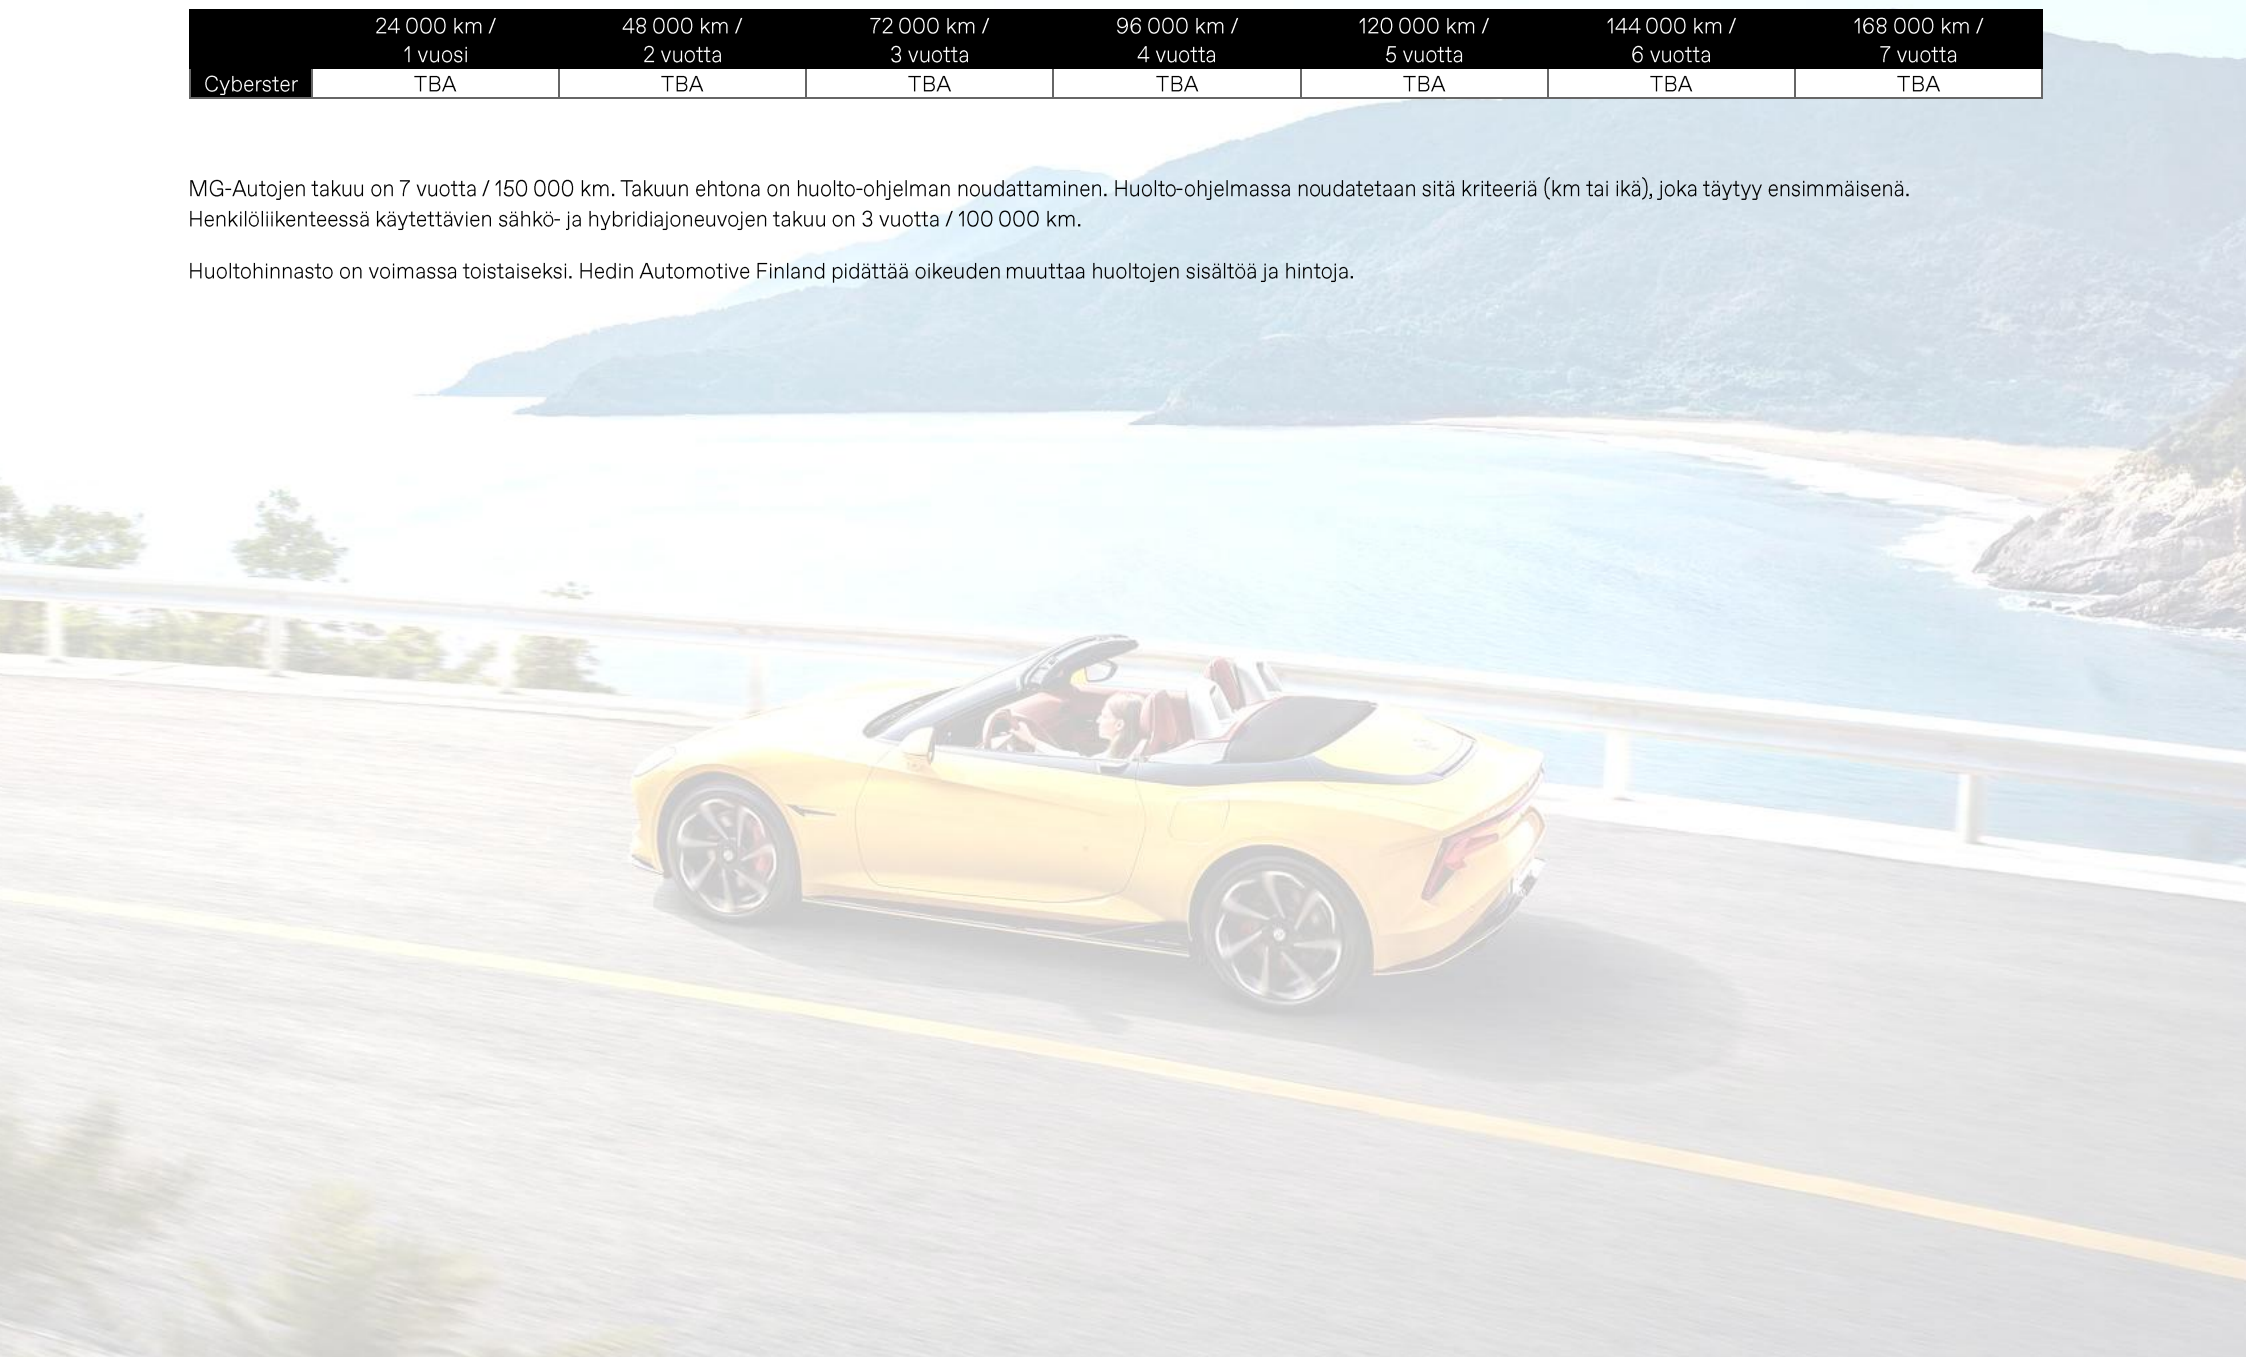 24 000 km / 48 000 km / 72 000 km / 96 000 km / 120 000 km / 144 000 km / 168 000 km /
1 vuosi 2 vuotta 3 vuotta 4 vuotta 5 vuotta 6 vuotta 7 vuotta
Cyberster TBA TBA TBA TBA TBA TBA TBA
MG-Autojen takuu on 7 vuotta / 150 000 km. Takuun ehtona on huolto-ohjelman noudattaminen. Huolto-ohjelmassa noudatetaan sitä kriteeriä (km tai ikä), joka täytyy ensimmäisenä.
Henkilöliikenteessä käytettävien sähkö- ja hybridiajoneuvojen takuu on 3 vuotta / 100 000 km.
Huoltohinnasto on voimassa toistaiseksi. Hedin Automotive Finland pidättää oikeuden muuttaa huoltojen sisältöä ja hintoja.